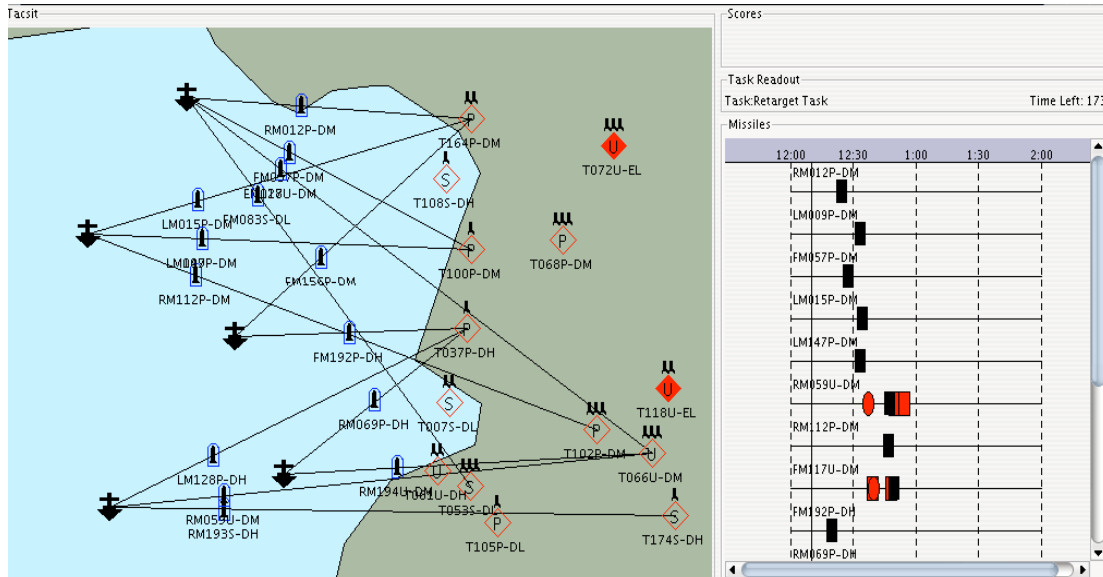 Tacsit
RM012P-DM
T164P-DM
T072U-EL
T108S-DH
FM083S-DL
LM015P-DM
T068P-DM
T100P-DM
FM156P-DM
RM112P-DM
FM192P-DH
T037P-DH
T118U-EL
T007S-DL
RM069P-DH
T102P-DM
T066U-DM
LM128P-DH
RM194U-DM
T061U-DH
T053S-DL
RM059U-DM
RM193S-DH
T105P-DL
T174S-DH
P
U
S
P
P
P
S
U
P
U
U
S
P
S
Scores
Task Readout
Task:Retarget Task
Time Left: 173
Missiles
12:00 12:30 1:00 1:30 2:00
RM012P-DM
LM009P-DM
FM057P-DM
LM015P-DM
LM147P-DM
RM059U-DM
RM112P-DM
FM117U-DM
FM192P-DH
RM069P-DH